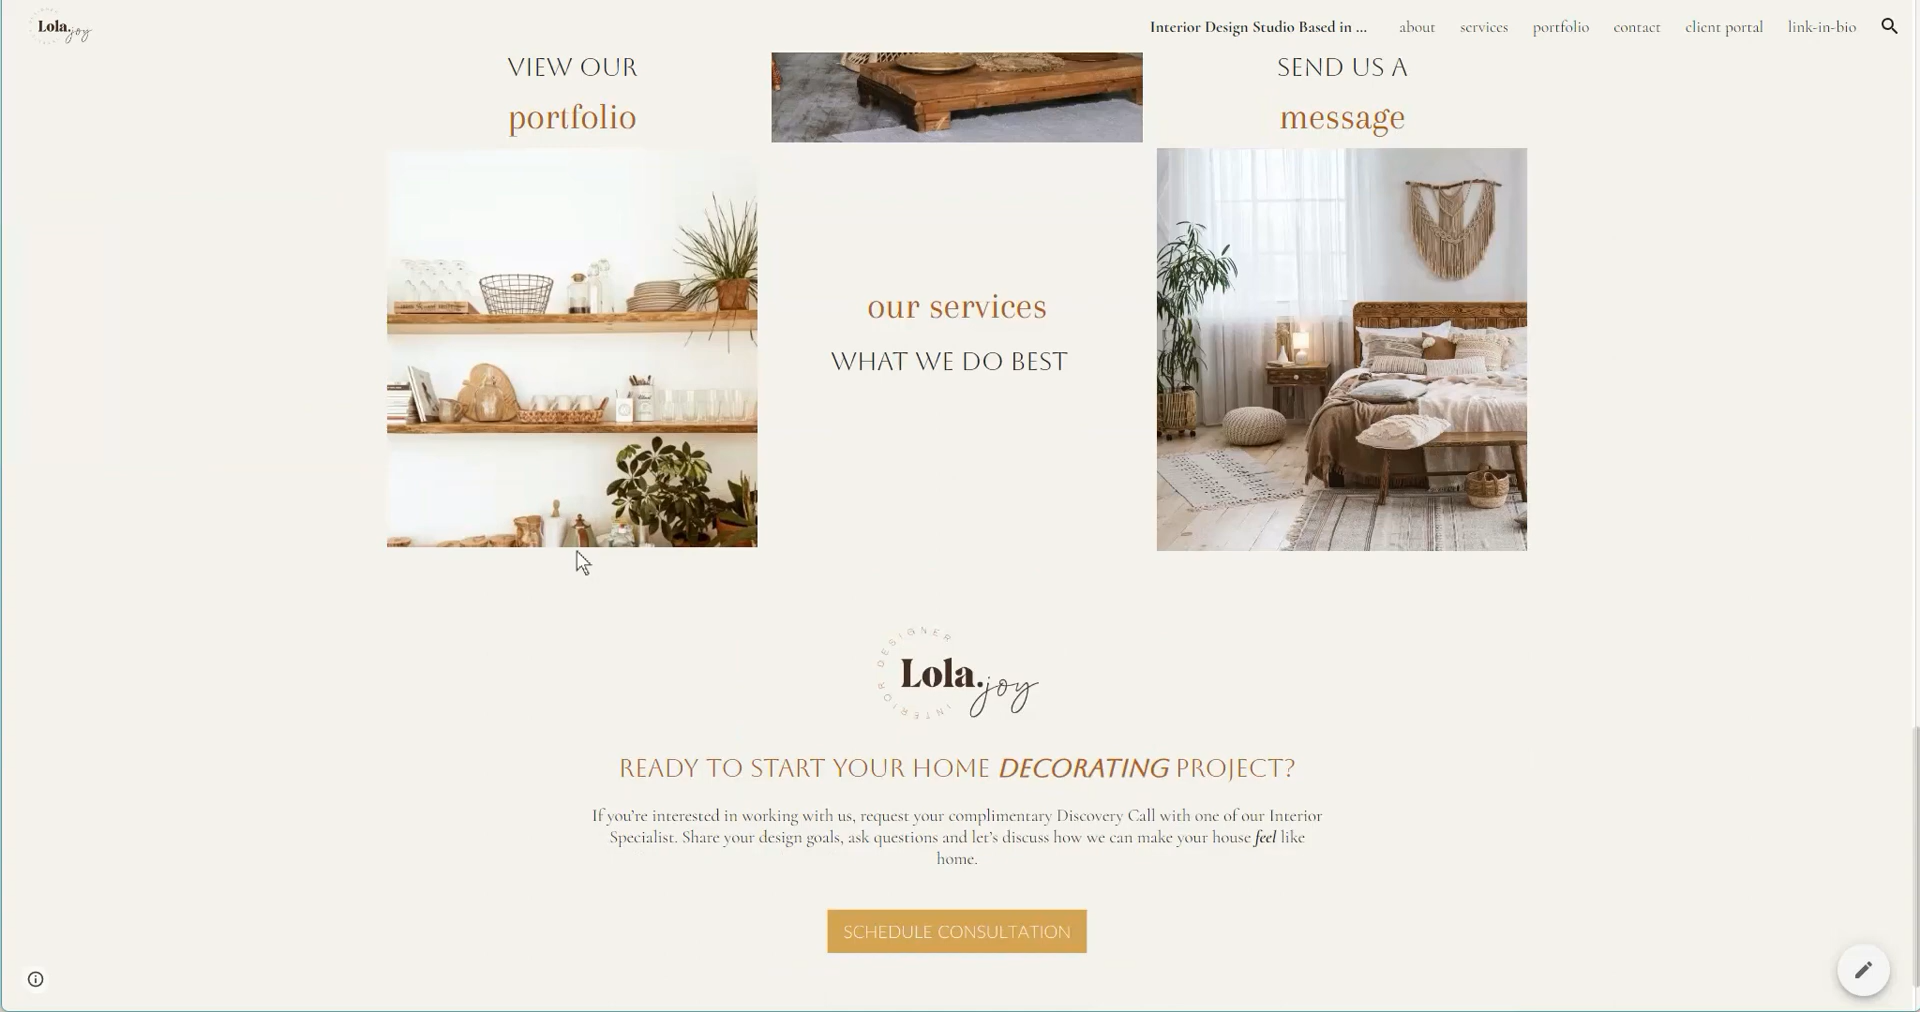 Lola.joy
Interior Design Studio Based in ...
about
services
portfolio
contact
client portal
link-in-bio
VIEW OUR
portfolio
SEND US A
message
our services
WHAT WE DO BEST
INTERIOR DESIGNER
Lola.joy
READY TO START YOUR HOME DECORATING PROJECT?
If you're interested in working with us, request your complimentary Discovery Call with one of our Interior
Specialist. Share your design goals, ask questions and let's discuss how we can make your house feel like
home.
SCHEDULE CONSULTATION